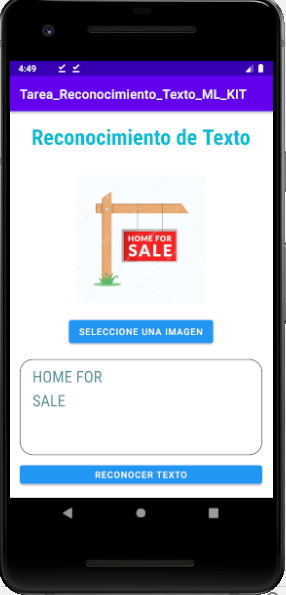 4:49
Tarea_Reconocimiento_Texto_ML_KIT
Reconocimiento de Texto
HOME FOR
SALE
SELECCIONE UNA IMAGEN
HOME FOR
SALE
RECONOCER TEXTO